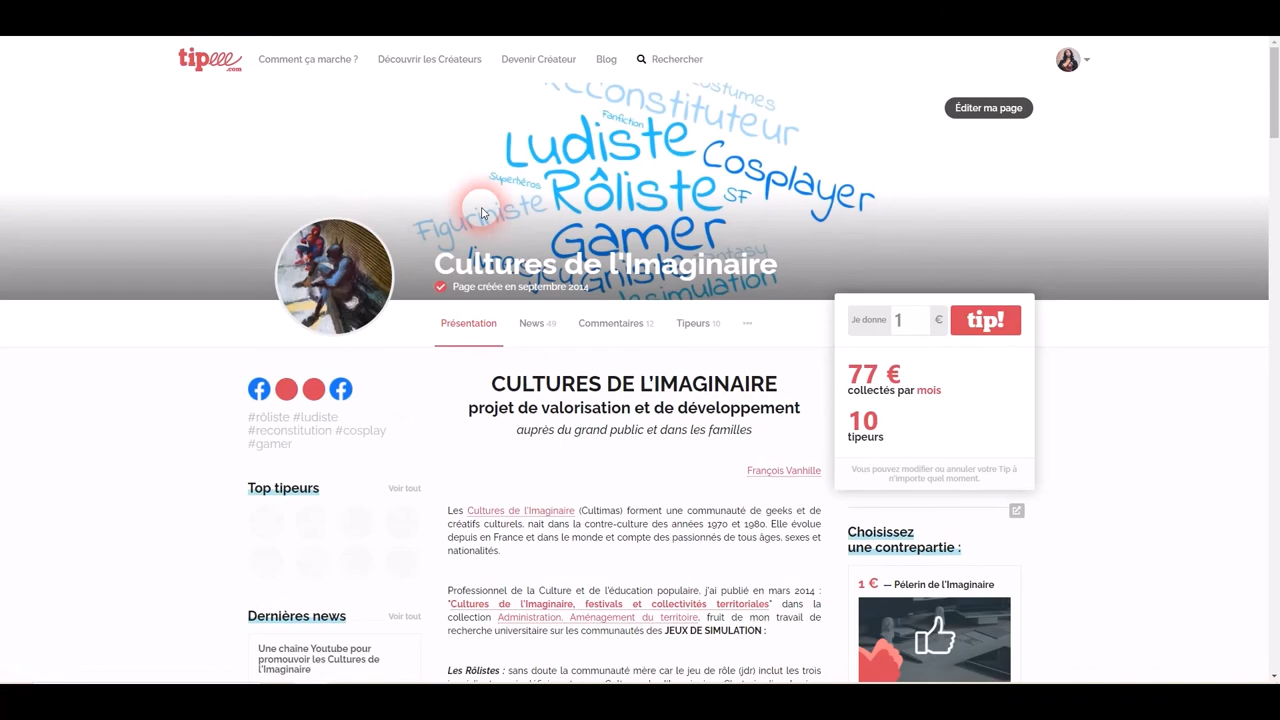 tipeee.com
Comment ça marche ?
Découvrir les Créateurs
Devenir Créateur
Blog
Rechercher
Éditer ma page
costumes
reconstituteur
Fanfiction
Ludiste
Cosplayer
Superhéros
Rôliste
SF
Figuriniste
Gamer
Fantasy
Cultures de l'Imaginaire
Page créée en septembre 2014
Présentation
News 49
Commentaires 12
Tipeurs 10
Je donne 1 €
tip!
77 €
collectés par mois
10
tipeurs
Vous pouvez modifier ou annuler votre Tip à
n'importe quel moment.
#rôliste #ludiste
#reconstitution #cosplay
#gamer
Top tipeurs
Voir tout
Dernières news
Voir tout
Une chaîne Youtube pour
promouvoir les Cultures de
l'Imaginaire
CULTURES DE L'IMAGINAIRE
projet de valorisation et de développement
auprès du grand public et dans les familles
François Vanhille
Les Cultures de l'Imaginaire (Cultimas) forment une communauté de geeks et de
créatifs culturels, nait dans la contre-culture des années 1970 et 1980. Elle évolue
depuis en France et dans le monde et compte des passionnés de tous âges, sexes et
nationalités.
Professionnel de la Culture et de l'éducation populaire, j'ai publié en mars 2014 :
"Cultures de l'Imaginaire, festivals et collectivités territoriales" dans la
collection Administration, Aménagement du territoire, fruit de mon travail de
recherche universitaire sur les communautés des JEUX DE SIMULATION :
Les Rôlistes : sans doute la communauté mère car le jeu de rôle (jdr) inclut les trois
Choisissez
une contrepartie :
1 € — Pélerin de l'Imaginaire